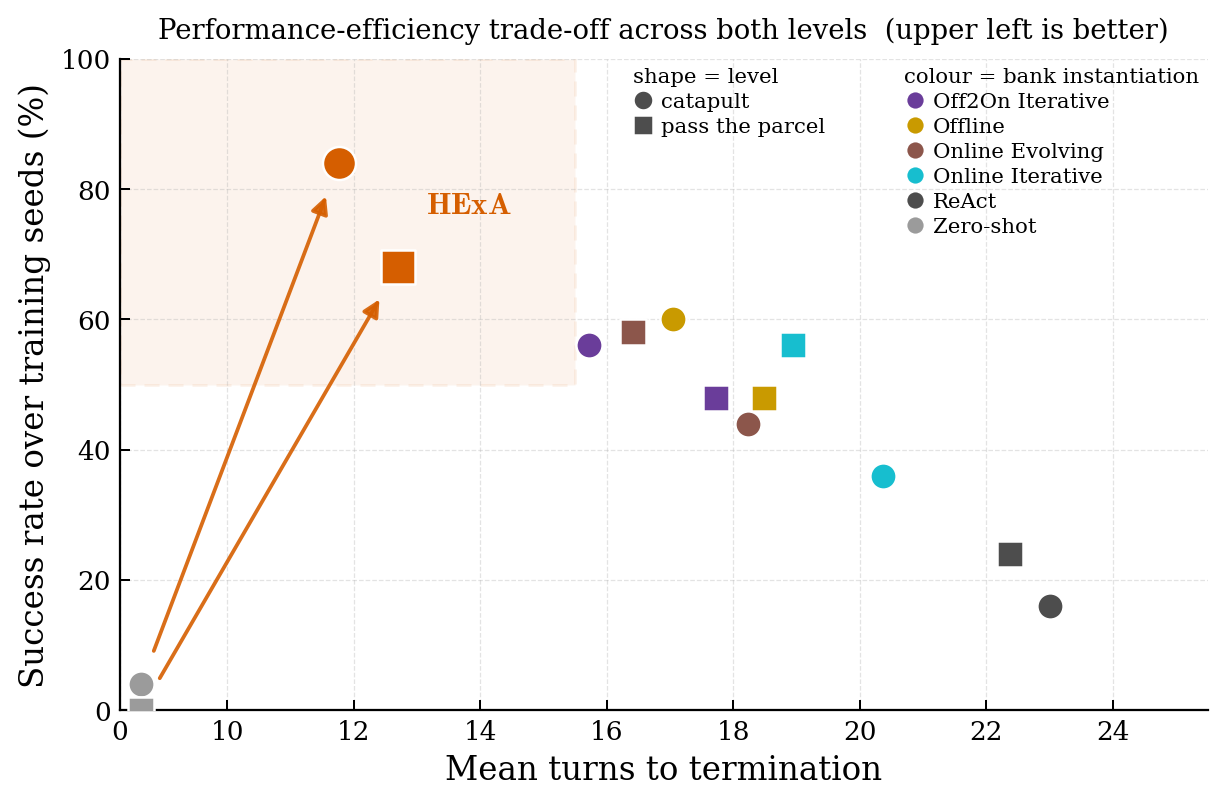 Performance-efficiency trade-off across both levels (upper left is better)
Success rate over training seeds (%)
100
80
60
40
20
0
shape = level
catapult
pass the parcel
colour = bank instantiation
Off2On Iterative
Offline
Online Evolving
Online Iterative
ReAct
Zero-shot
HExA
0 10 12 14 16 18 20 22 24
Mean turns to termination